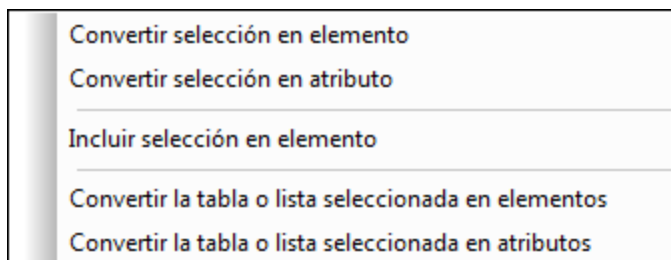 Convertir selección en elemento
Convertir selección en atributo
Incluir selección en elemento
Convertir la tabla o lista seleccionada en elementos
Convertir la tabla o lista seleccionada en atributos